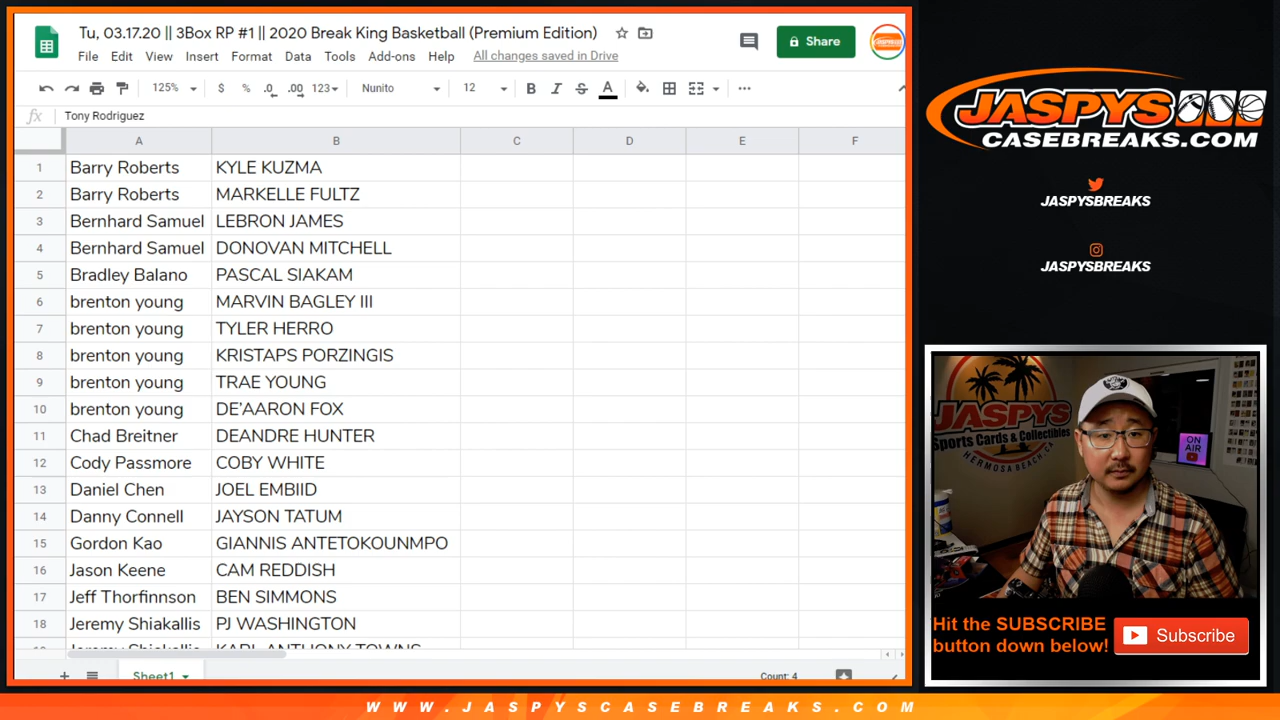 Tu, 03.17.20 || 3Box RP #1 || 2020 Break King Basketball (Premium Edition)
File Edit View Insert Format Data Tools Add-ons Help All changes saved in Drive
Share
125% $ % .0 .00 123 Nunito 12 B I S A
fx Tony Rodriguez
A B C D E F
1 Barry Roberts KYLE KUZMA
2 Barry Roberts MARKELLE FULTZ
3 Bernhard Samuel LEBRON JAMES
4 Bernhard Samuel DONOVAN MITCHELL
5 Bradley Balano PASCAL SIAKAM
6 brenton young MARVIN BAGLEY III
7 brenton young TYLER HERRO
8 brenton young KRISTAPS PORZINGIS
9 brenton young TRAE YOUNG
10 brenton young DE'AARON FOX
11 Chad Breitner DEANDRE HUNTER
12 Cody Passmore COBY WHITE
13 Daniel Chen JOEL EMBIID
14 Danny Connell JAYSON TATUM
15 Gordon Kao GIANNIS ANTETOKOUNMPO
16 Jason Keene CAM REDDISH
17 Jeff Thorfinnson BEN SIMMONS
18 Jeremy Shiakallis PJ WASHINGTON
Jeremy Shiakallis KARL ANTHONY TOWNS
Sheet1
Count: 4
JASPYS
CASEBREAKS.COM
JASPYSBREAKS
JASPYSBREAKS
JASPYS
Sports Cards & Collectibles
HERMOSA BEACH, CA
ON AIR
Hit the SUBSCRIBE
button down below!
Subscribe
WWW.JASPYSCASEBREAKS.COM